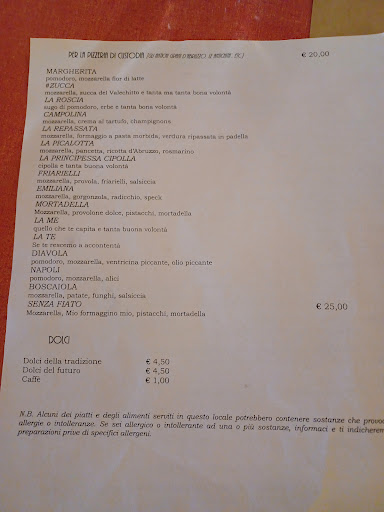 PER LA PIZZERIA DI CUSTODIA € 20,00
MARGHERITA
pomodoro, mozzarella fior di latte
#ZUCCA
mozzarella, zucca del Valechitto e tanta ma tanta bona volontà
LA ROSCIA
sugo di pomodoro, erbe e tanta bona volontà
CAMPOLINA
mozzarella, crema al tartufo, champignons
LA REPASSATA
mozzarella, formaggio a pasta morbida, verdura ripassata in padella
LA PICALOTTA
mozzarella, pancetta, ricotta d'Abruzzo, rosmarino
LA PRINCIPESSA CIPOLLA
cipolla e tanta buona volontà
FRIARIELLI
mozzarella, provola, friarielli, salsiccia
EMILIANA
mozzarella, gorgonzola, radicchio, speck
MORTADELLA
Mozzarella, provolone dolce, pistacchi, mortadella
LA ME
quello che te capita e tanta buona volontà
LA TE
Se te rescemo a accontentà
DIAVOLA
pomodoro, mozzarella, ventricina piccante, olio piccante
NAPOLI
pomodoro, mozzarella, alici
BOSCAIOLA
mozzarella, patate, funghi, salsiccia
SENZA FIATO € 25,00
Mozzarella, Mio formaggino mio, pistacchi, mortadella
DOLCI
Dolci della tradizione € 4,50
Dolci del futuro € 4,50
Caffè € 1,00
N.B. Alcuni dei piatti e degli alimenti serviti in questo locale potrebbero contenere sostanze che provo
allergie o intolleranze. Se sei allergico o intollerante ad una o più sostanze, informaci e ti indicherem
preparazioni prive di specifici allergeni.